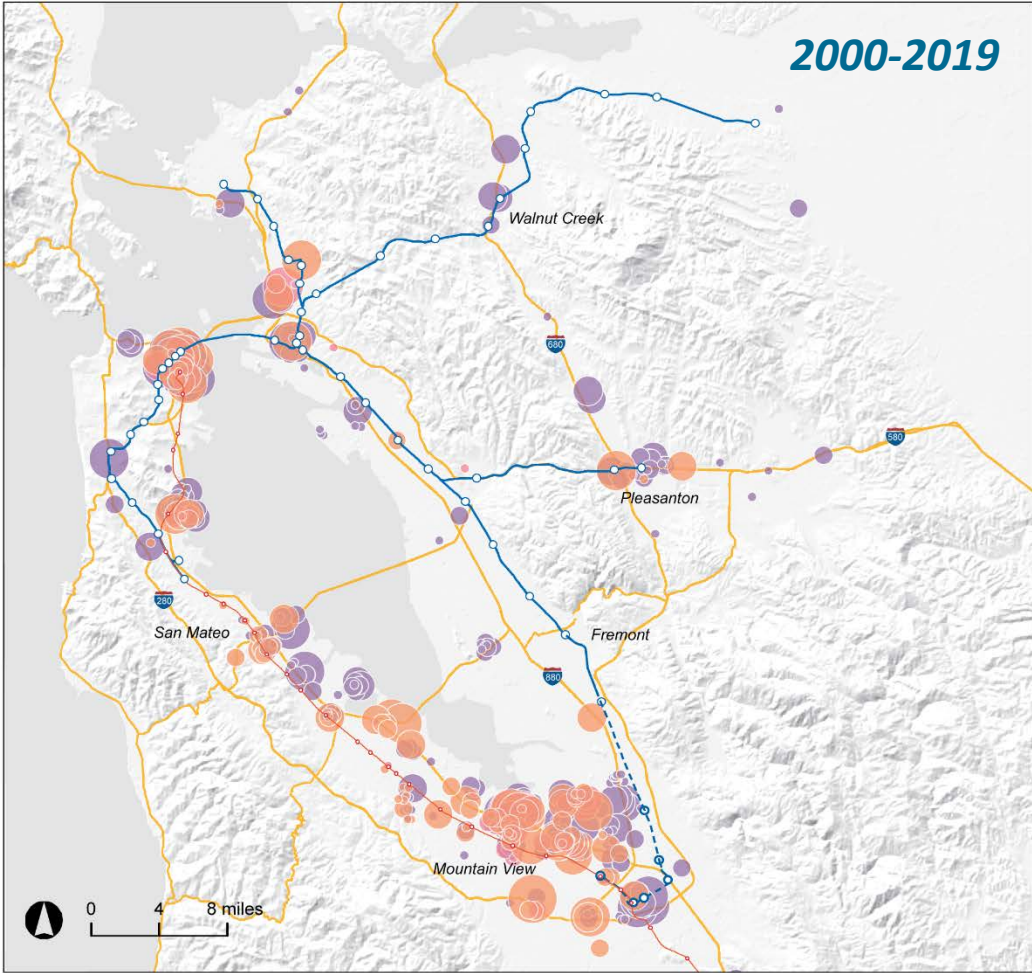 2000-2019
Walnut Creek
680
580
Pleasanton
280
San Mateo
Fremont
880
Mountain View
0 4 8 miles